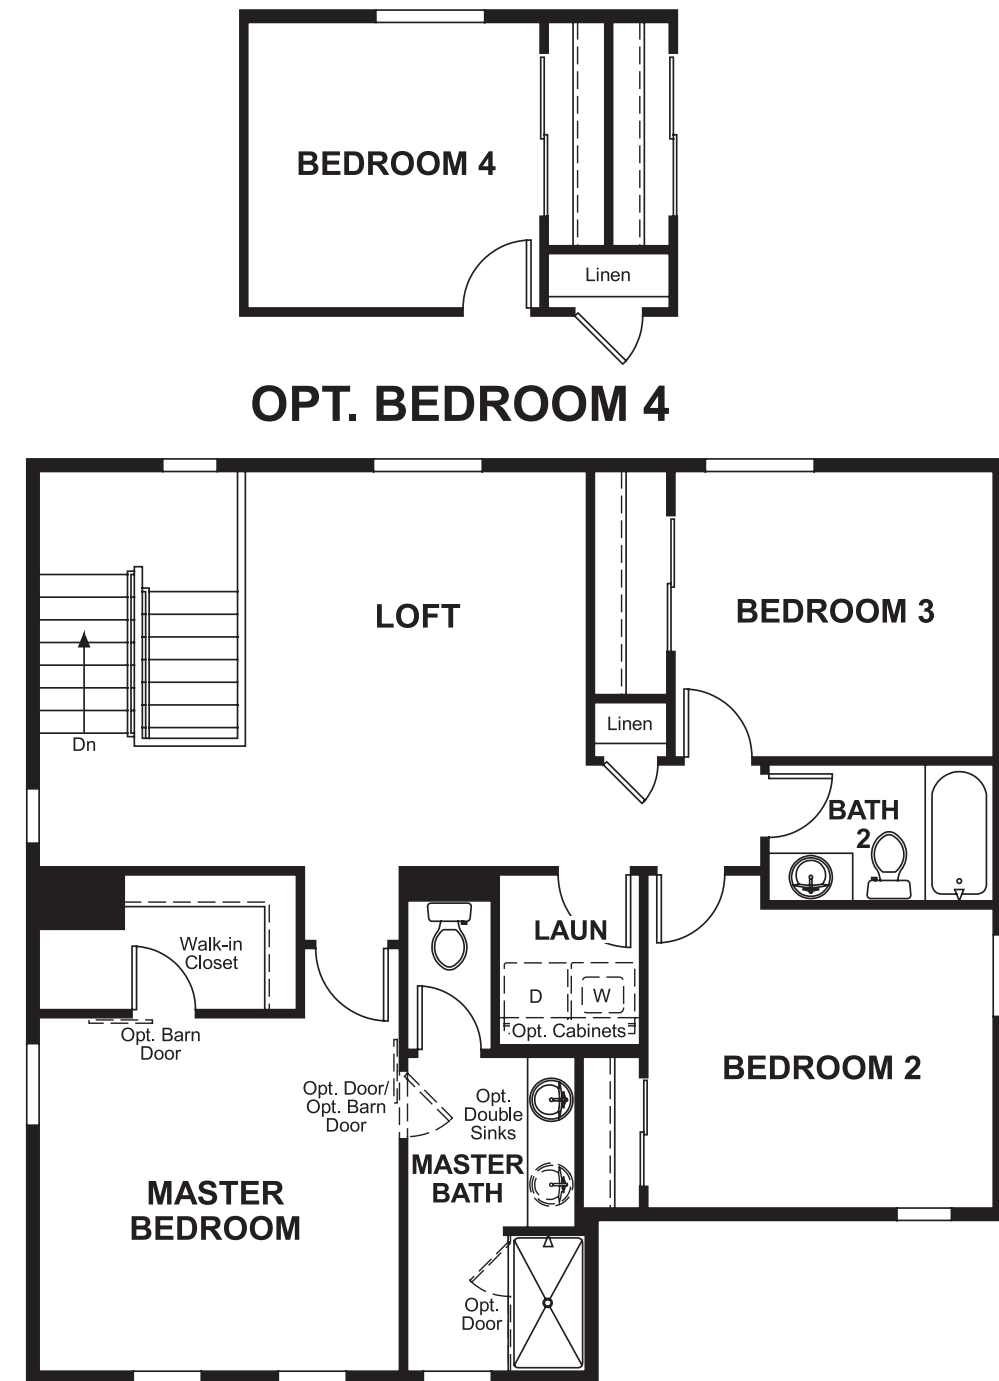 BEDROOM 4
Linen
OPT. BEDROOM 4
LOFT
BEDROOM 3
Linen
Dn
BATH
2
LAUN
Walk-in
Closet
D
W
Opt. Cabinets
Opt. Barn
Door
BEDROOM 2
Opt. Door/
Opt. Barn
Door
Opt.
Double
Sinks
MASTER
BATH
MASTER
BEDROOM
Opt.
Door